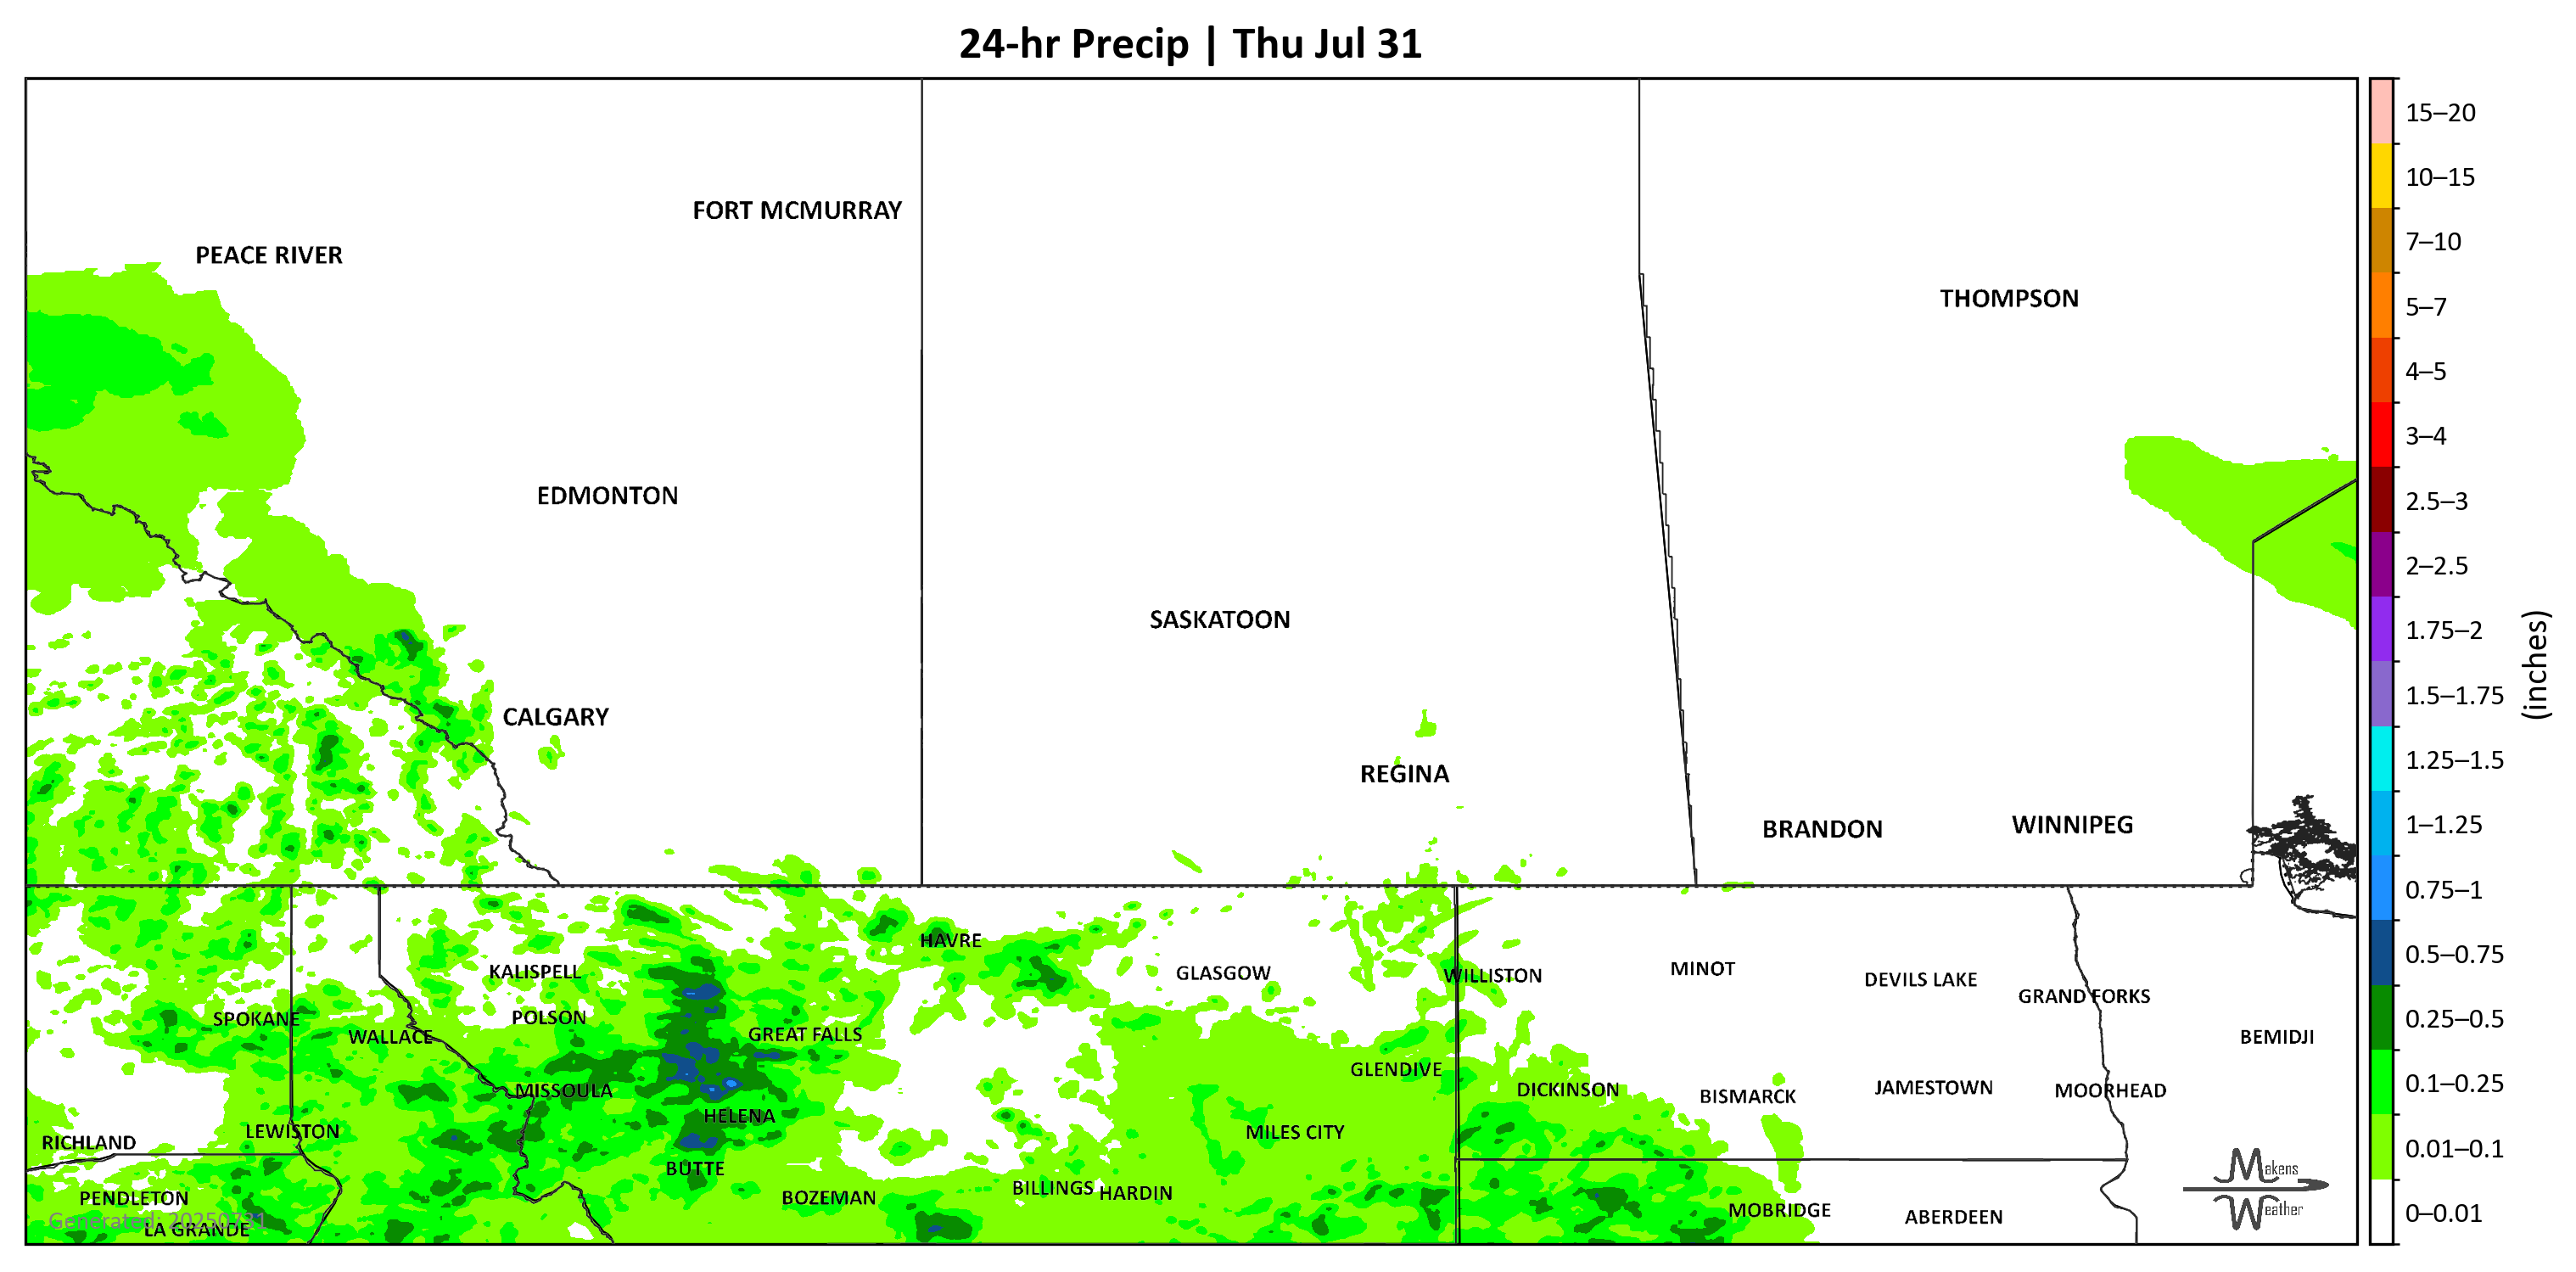 24-hr Precip | Thu Jul 31
FORT MCMURRAY
PEACE RIVER
THOMPSON
EDMONTON
SASKATOON
CALGARY
REGINA
BRANDON
WINNIPEG
HAVRE
KALISPELL
GLASGOW
WILLISTON
MINOT
DEVILS LAKE
GRAND FORKS
SPOKANE
POLSON
WALLACE
GREAT FALLS
BEMIDJI
GLENDIVE
MISSOULA
DICKINSON
BISMARCK
JAMESTOWN
MOORHEAD
HELENA
LEWISTON
MILES CITY
RICHLAND
BUTTE
PENDLETON
BOZEMAN
BILLINGS
HARDIN
MOBRIDGE
ABERDEEN
Generated: 20250731
LA GRANDE
Makens
Weather
15–20
10–15
7–10
5–7
4–5
3–4
2.5–3
2–2.5
1.75–2
1.5–1.75
1.25–1.5
1–1.25
0.75–1
0.5–0.75
0.25–0.5
0.1–0.25
0.01–0.1
0–0.01
(inches)